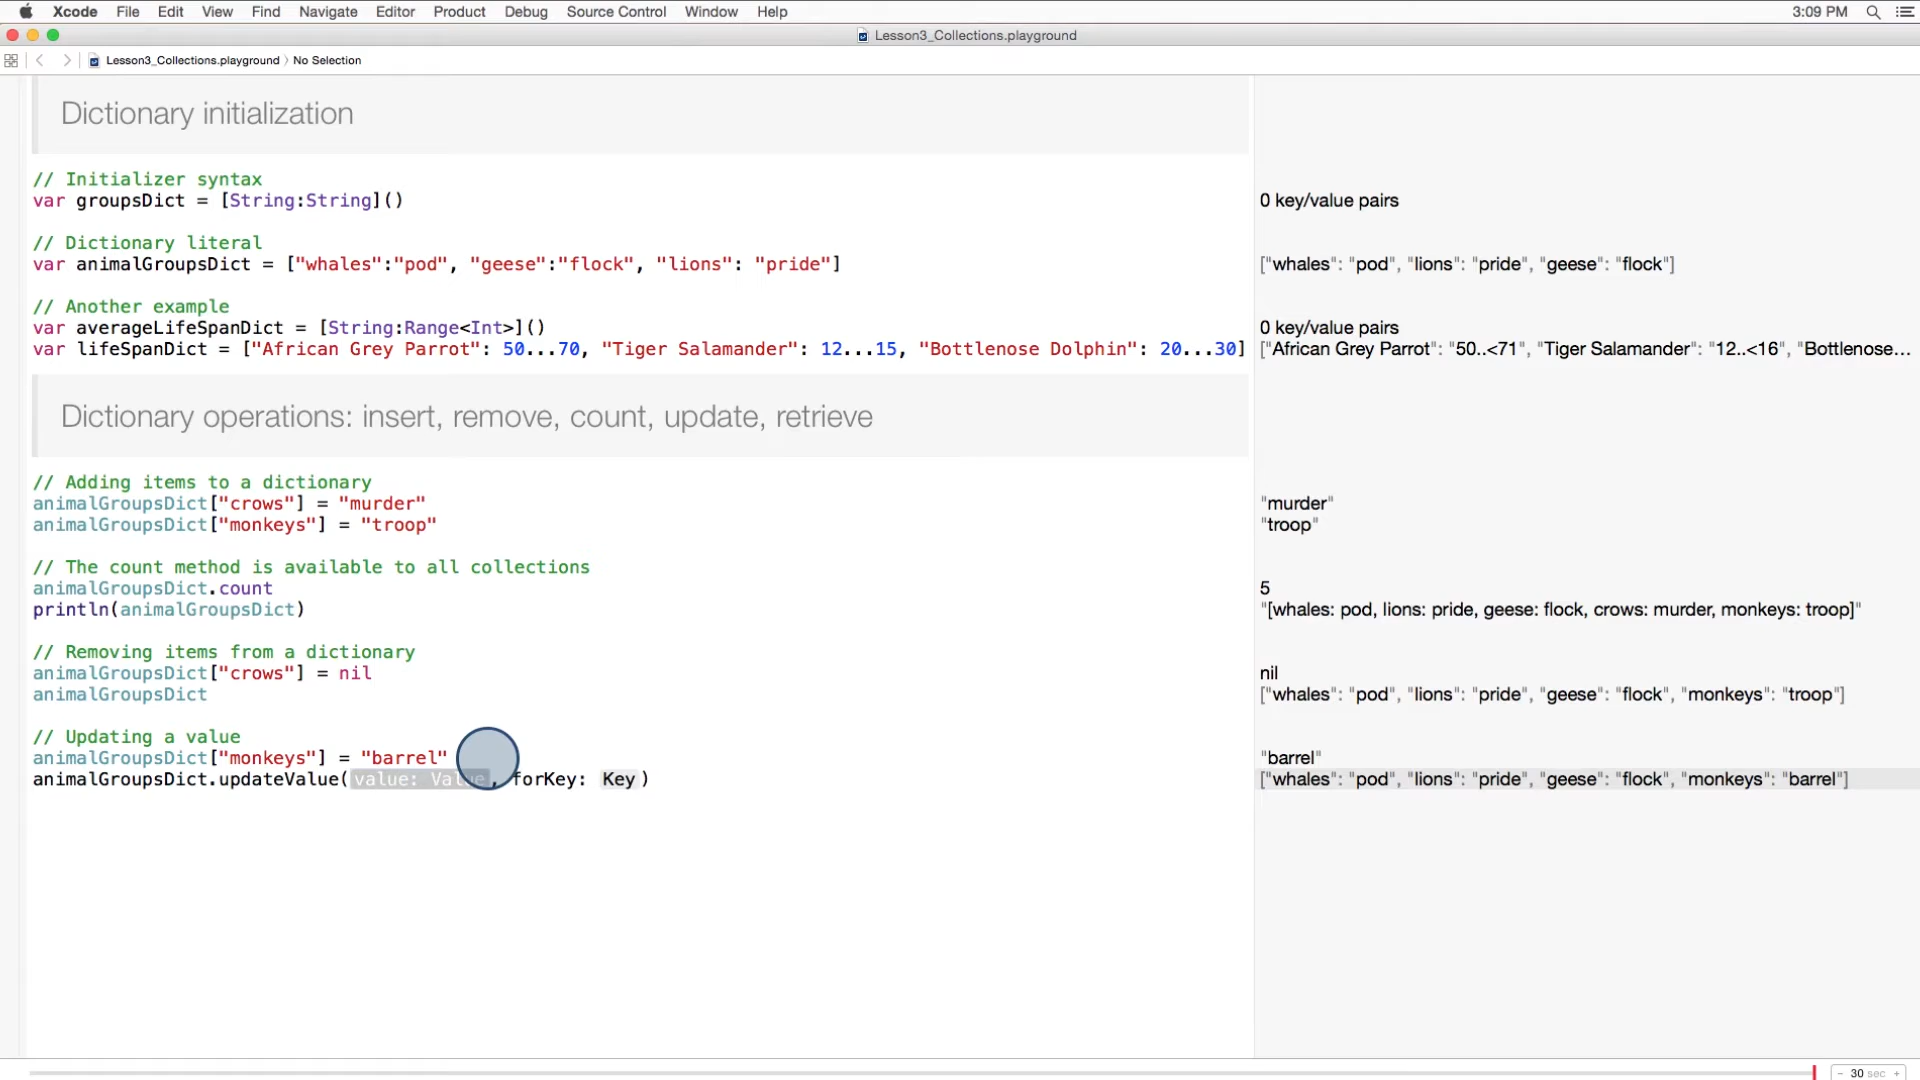 Xcode File Edit View Find Navigate Editor Product Debug Source Control Window Help 3:09 PM
Lesson3_Collections.playground
Lesson3_Collections.playground No Selection
Dictionary initialization
// Initializer syntax
var groupsDict = [String:String]() 0 key/value pairs
// Dictionary literal
var animalGroupsDict = ["whales":"pod", "geese":"flock", "lions": "pride"] ["whales": "pod", "lions": "pride", "geese": "flock"]
// Another example
var averageLifeSpanDict = [String:Range<Int>]() 0 key/value pairs
var lifeSpanDict = ["African Grey Parrot": 50...70, "Tiger Salamander": 12...15, "Bottlenose Dolphin": 20...30] ["African Grey Parrot": "50..<71", "Tiger Salamander": "12..<16", "Bottlenose...
Dictionary operations: insert, remove, count, update, retrieve
// Adding items to a dictionary
animalGroupsDict["crows"] = "murder" "murder"
animalGroupsDict["monkeys"] = "troop" "troop"
// The count method is available to all collections
animalGroupsDict.count 5
println(animalGroupsDict) "[whales: pod, lions: pride, geese: flock, crows: murder, monkeys: troop]"
// Removing items from a dictionary
animalGroupsDict["crows"] = nil nil
animalGroupsDict ["whales": "pod", "lions": "pride", "geese": "flock", "monkeys": "troop"]
// Updating a value
animalGroupsDict["monkeys"] = "barrel" "barrel"
animalGroupsDict.updateValue(value: Value, forKey: Key) ["whales": "pod", "lions": "pride", "geese": "flock", "monkeys": "barrel"]
- 30 sec +